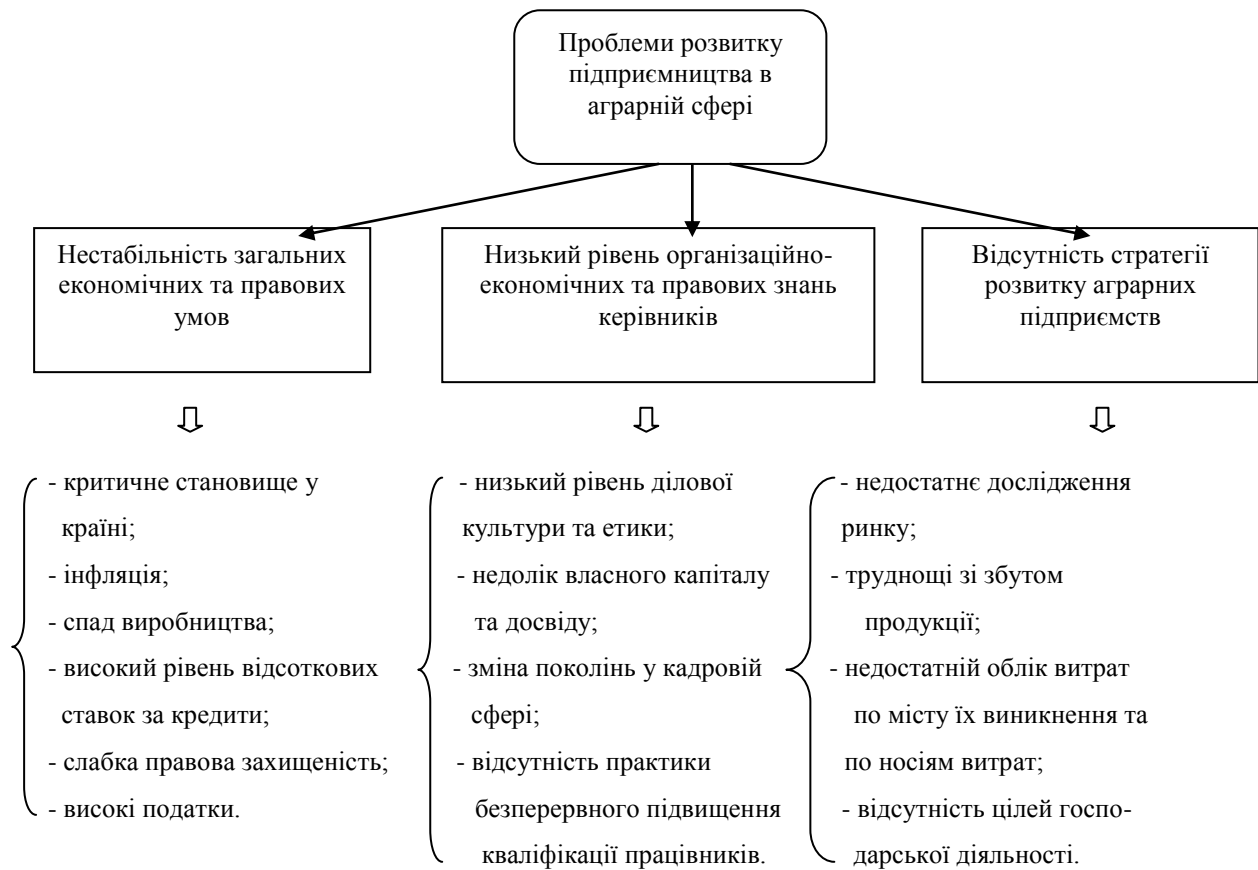 Проблеми розвитку
підприємництва в
аграрній сфері
Нестабільність загальних
економічних та правових
умов
Низький рівень організаційно-
економічних та правових знань
керівників
Відсутність стратегії
розвитку аграрних
підприємств
- критичне становище у
країні;
- інфляція;
- спад виробництва;
- високий рівень відсоткових
ставок за кредити;
- слабка правова захищеність;
- високі податки.
- низький рівень ділової
культури та етики;
- недолік власного капіталу
та досвіду;
- зміна поколінь у кадровій
сфері;
- відсутність практики
безперервного підвищення
кваліфікації працівників.
- недостатнє дослідження
ринку;
- труднощі зі збутом
продукції;
- недостатній облік витрат
по місту їх виникнення та
по носіям витрат;
- відсутність цілей госпо-
дарської діяльності.